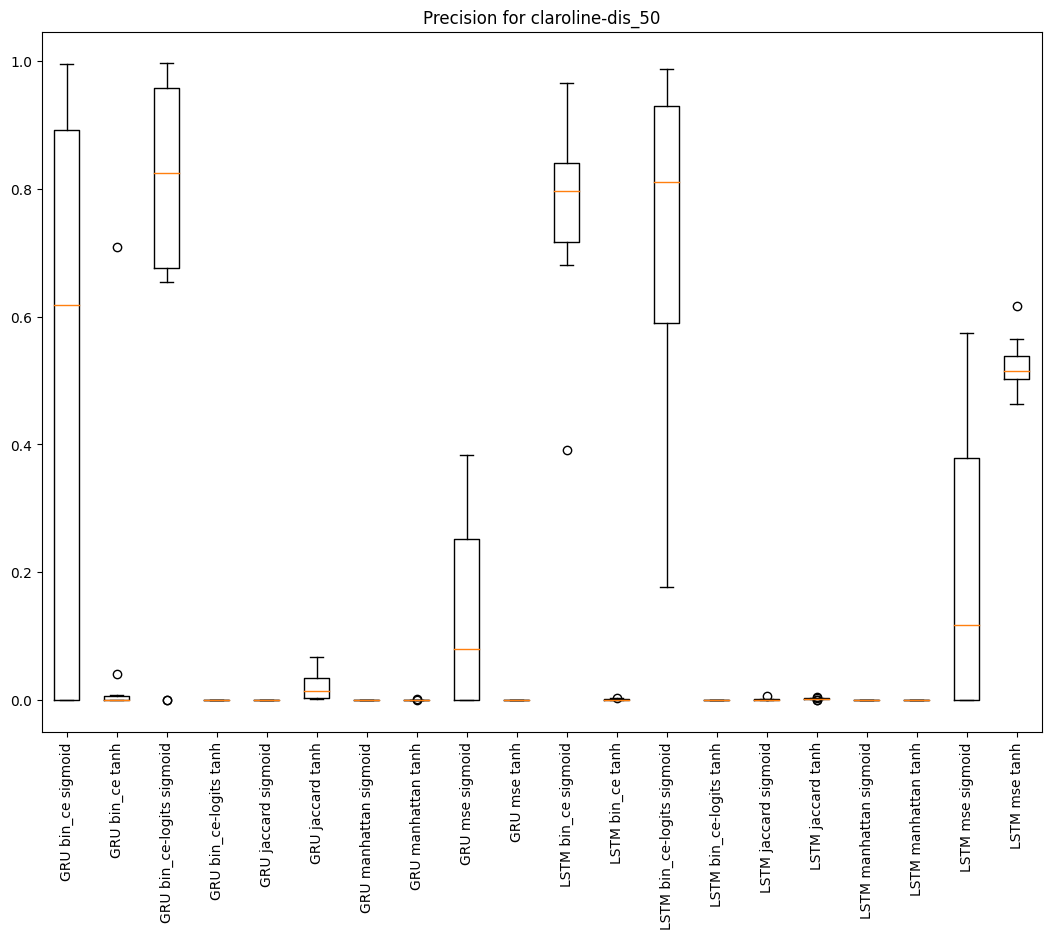 Precision for claroline-dis_50
1.0
0.8
0.6
0.4
0.2
0.0
GRU bin_ce sigmoid
GRU bin_ce tanh
GRU bin_ce-logits sigmoid
GRU bin_ce-logits tanh
GRU jaccard sigmoid
GRU jaccard tanh
GRU manhattan sigmoid
GRU manhattan tanh
GRU mse sigmoid
GRU mse tanh
LSTM bin_ce sigmoid
LSTM bin_ce tanh
LSTM bin_ce-logits sigmoid
LSTM bin_ce-logits tanh
LSTM jaccard sigmoid
LSTM jaccard tanh
LSTM manhattan sigmoid
LSTM manhattan tanh
LSTM mse sigmoid
LSTM mse tanh